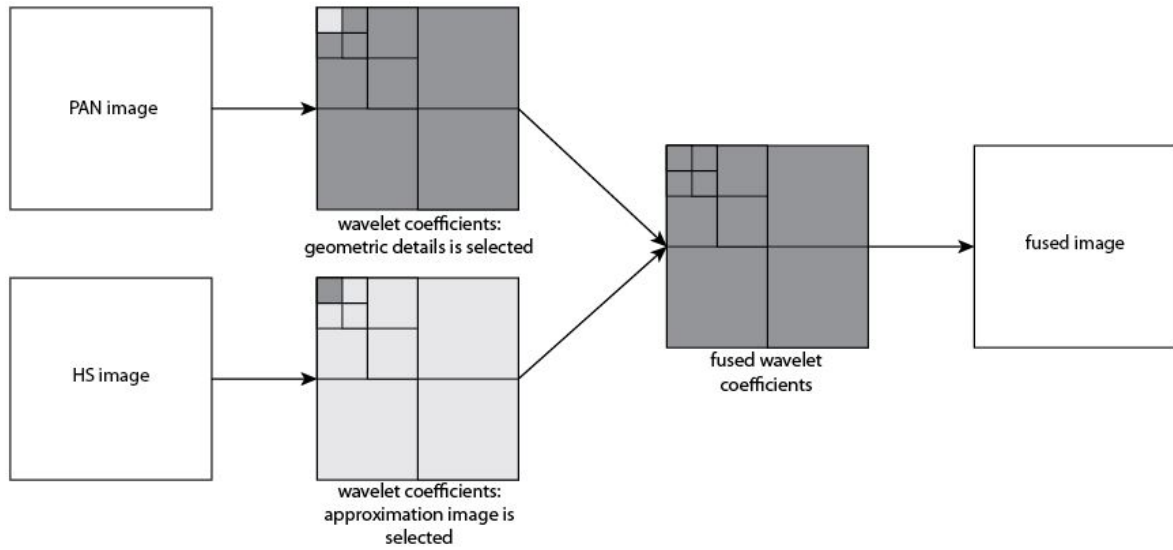 PAN image
wavelet coefficients:
geometric details is selected
HS image
wavelet coefficients:
approximation image is
selected
fused wavelet
coefficients
fused image